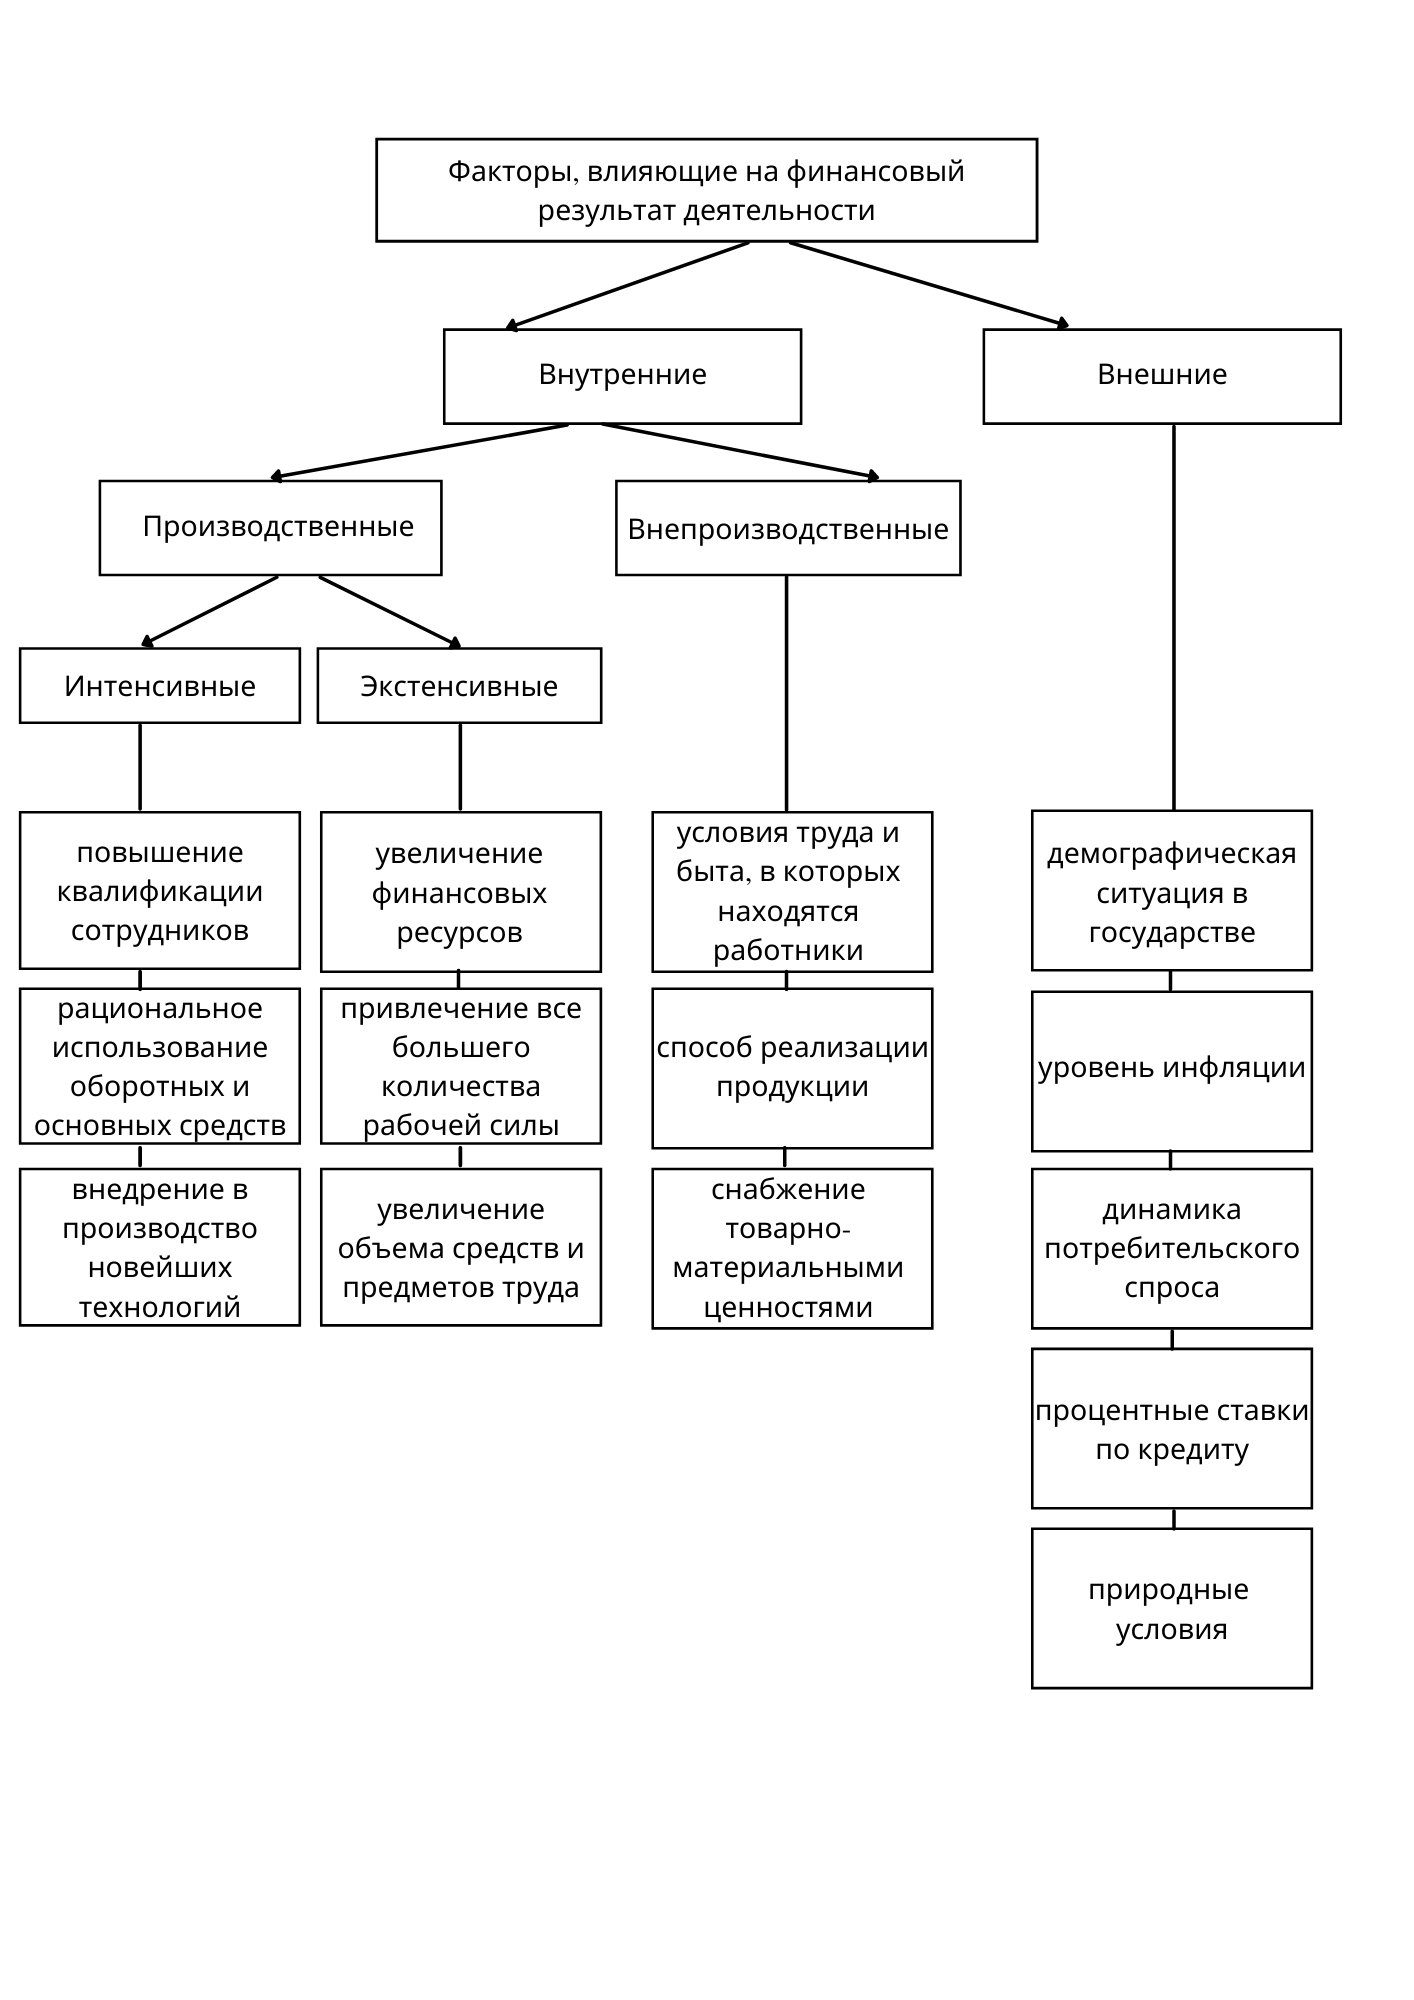 Факторы, влияющие на финансовый
результат деятельности
Внутренние
Внешние
Производственные
Внепроизводственные
Интенсивные
Экстенсивные
повышение
квалификации
сотрудников
увеличение
финансовых
ресурсов
условия труда и
быта, в которых
находятся
работники
демографическая
ситуация в
государстве
рациональное
использование
оборотных и
основных средств
привлечение все
большего
количества
рабочей силы
способ реализации
продукции
уровень инфляции
внедрение в
производство
новейших
технологий
увеличение
объема средств и
предметов труда
снабжение
товарно-
материальными
ценностями
динамика
потребительского
спроса
процентные ставки
по кредиту
природные
условия